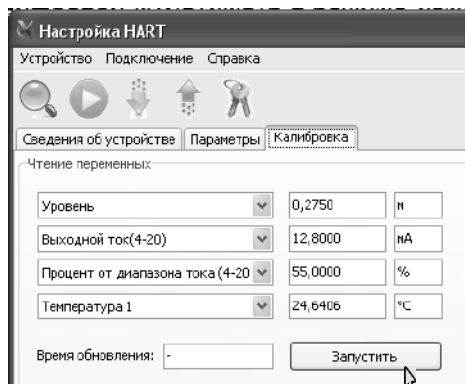 Настройка HART
Устройство Подключение Справка
Сведения об устройстве Параметры Калибровка
Чтение переменных
Уровень 0,2750 м
Выходной ток(4-20) 12,8000 мА
Процент от диапазона тока (4-20 55,0000 %
Температура 1 24,6406 °C
Время обновления: - Запустить